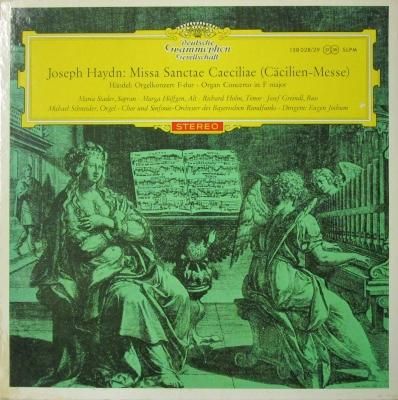 Deutsche
Grammophon
Gesellschaft
138 028/29 SLPM
Joseph Haydn: Missa Sanctae Caeciliae (Cäcilien-Messe)
Händel: Orgelkonzert F-dur · Organ Concerto in F major
Maria Stader, Sopran · Marga Höffgen, Alt · Richard Holm, Tenor · Josef Greindl, Bass
Michael Schneider, Orgel · Chor und Sinfonie-Orchester des Bayerischen Rundfunks · Dirigent: Eugen Jochum
STEREO